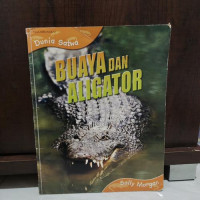 Dunia Satwa
BUAYA DAN
ALIGATOR
Sally Morgan